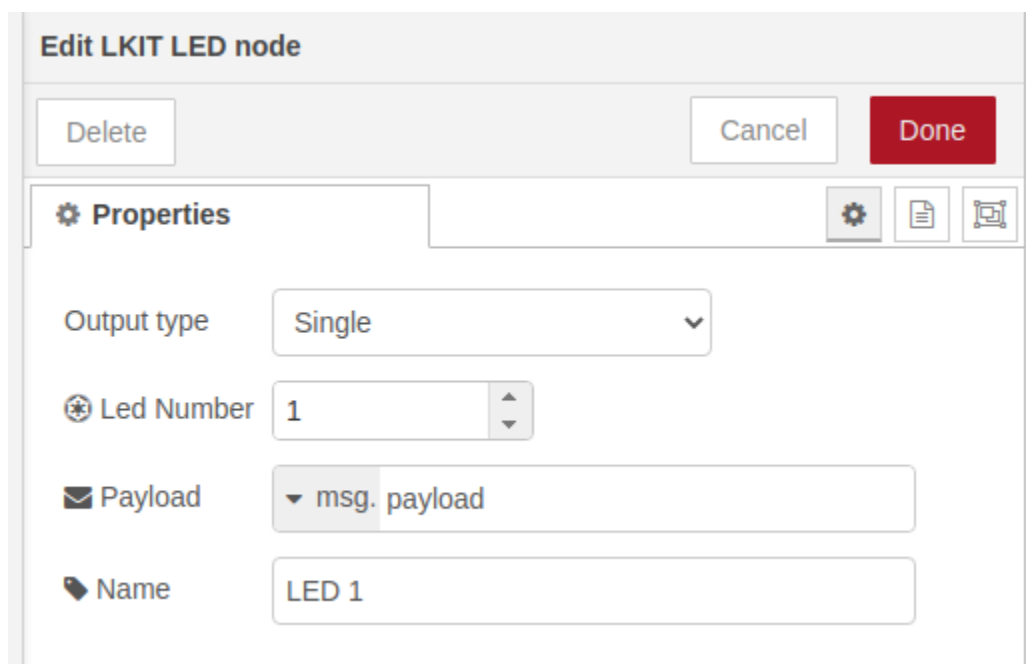 Edit LKIT LED node
Delete Cancel Done
Properties
Output type Single
Led Number 1
Payload msg. payload
Name LED 1